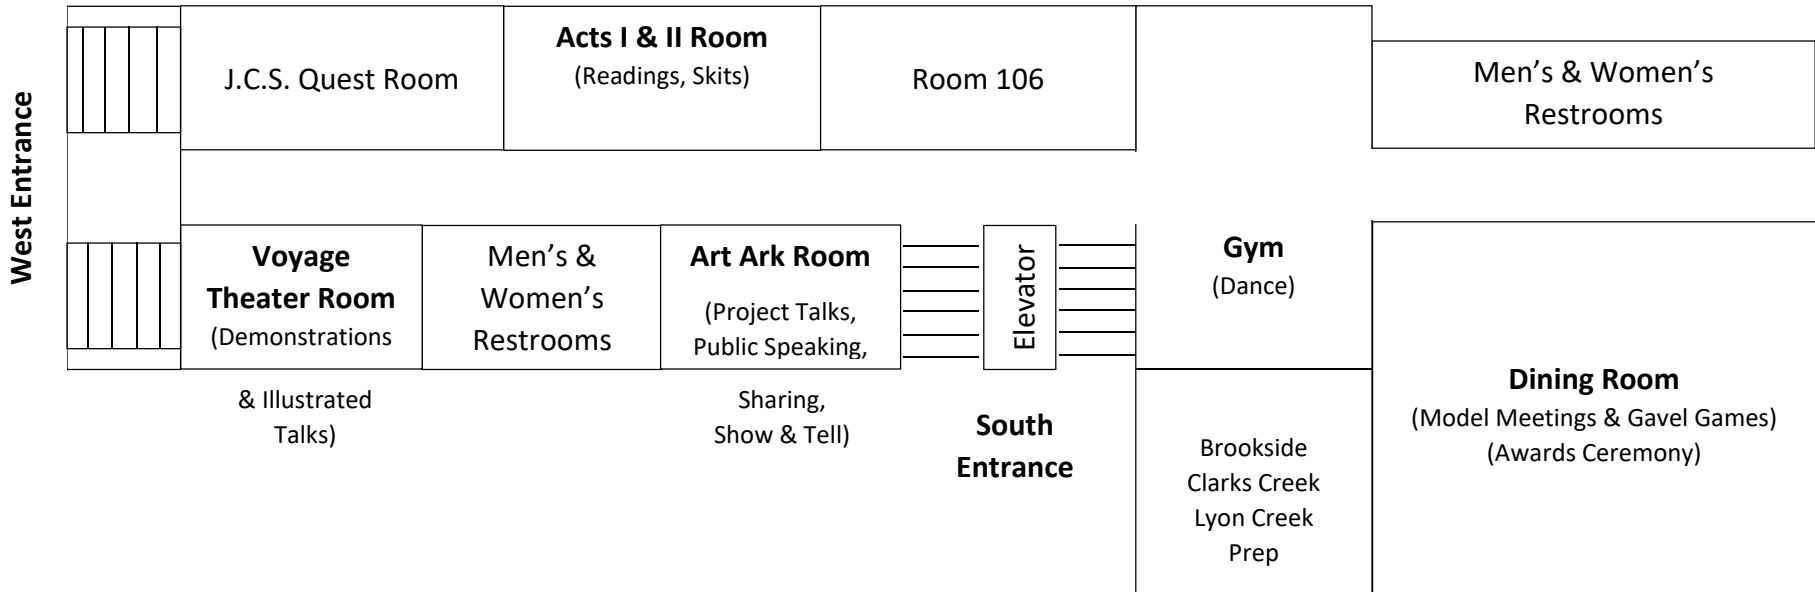 West Entrance
J.C.S. Quest Room
Acts I & II Room
(Readings, Skits)
Room 106
Men's & Women's
Restrooms
Voyage
Theater Room
(Demonstrations
& Illustrated
Talks)
Men's &
Women's
Restrooms
Art Ark Room
(Project Talks,
Public Speaking,
Sharing,
Show & Tell)
Elevator
South
Entrance
Gym
(Dance)
Brookside
Clarks Creek
Lyon Creek
Prep
Dining Room
(Model Meetings & Gavel Games)
(Awards Ceremony)